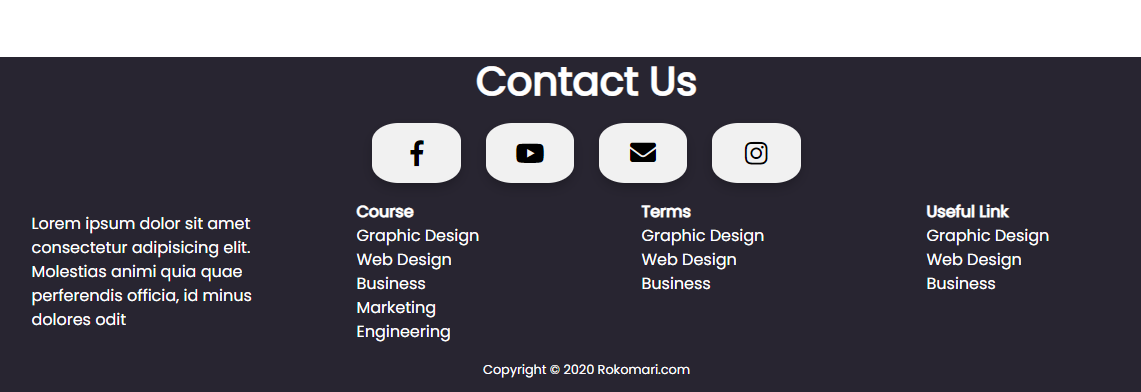 Contact Us
Lorem ipsum dolor sit amet
consectetur adipisicing elit.
Molestias animi quia quae
perferendis officia, id minus
dolores odit
Course
Graphic Design
Web Design
Business
Marketing
Engineering
Terms
Graphic Design
Web Design
Business
Useful Link
Graphic Design
Web Design
Business
Copyright © 2020 Rokomari.com